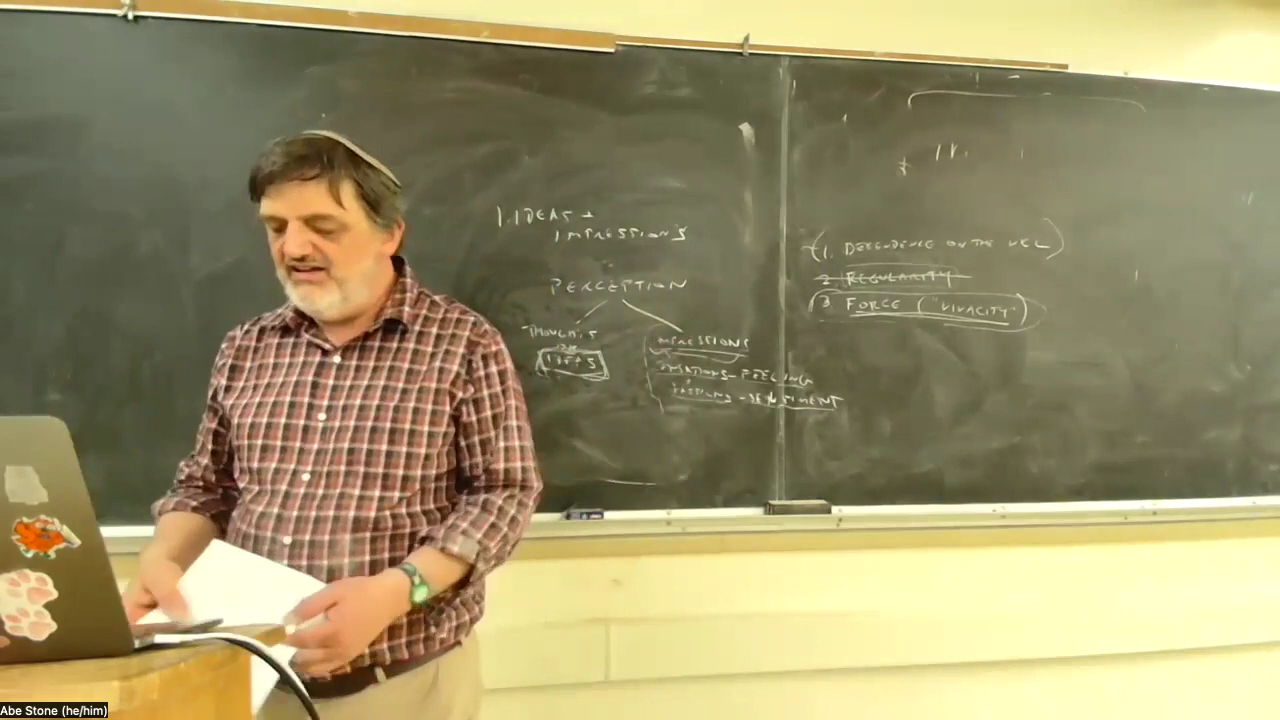 1. IDEAS +
IMPRESSIONS
PERCEPTION
THOUGHTS
IDEAS
IMPRESSIONS
SENSATIONS - FEELING
PASSIONS - SENTIMENT
(1. DEPENDENCE ON THE WILL)
2. REGULARITY
3 FORCE ("VIVACITY")
Abe Stone (he/him)